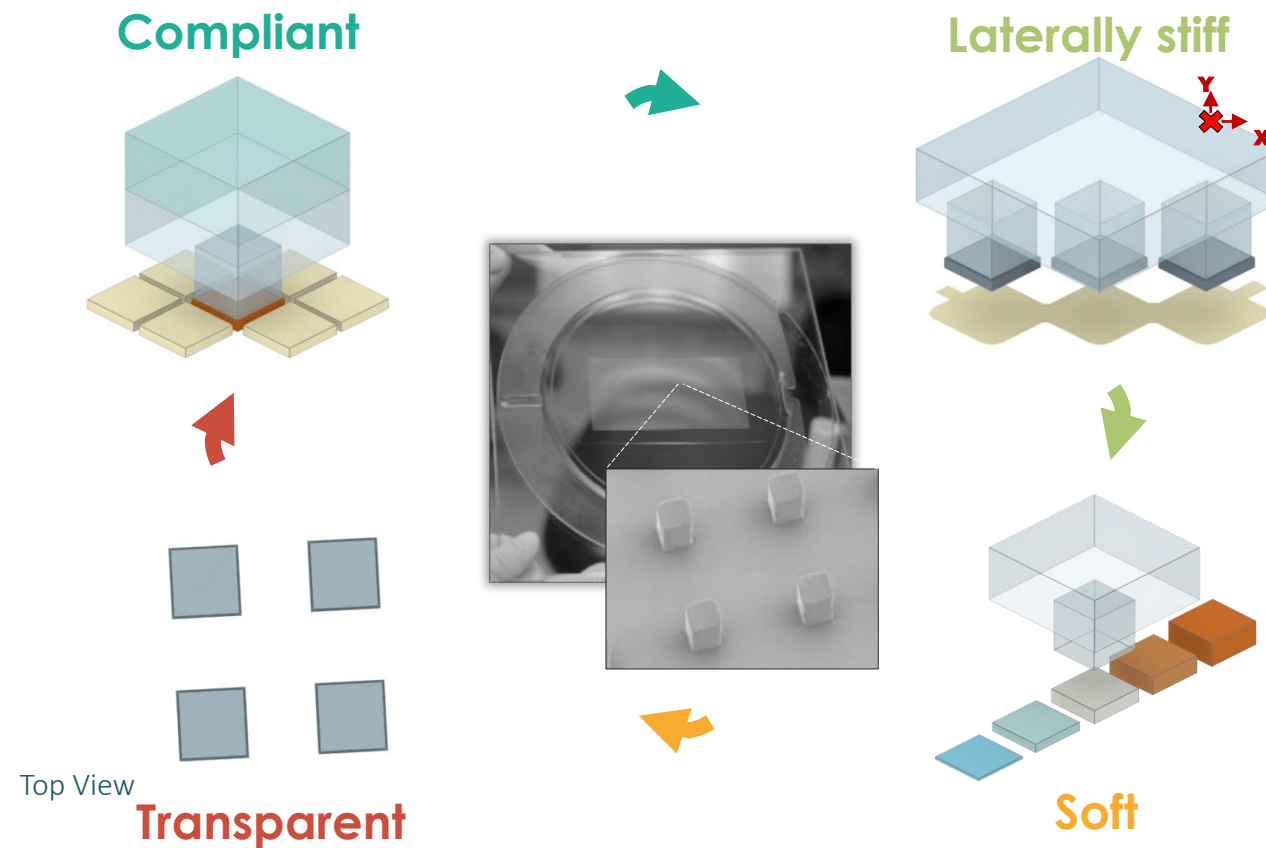 Compliant
Laterally stiff
Y
X
Top View
Transparent
Soft